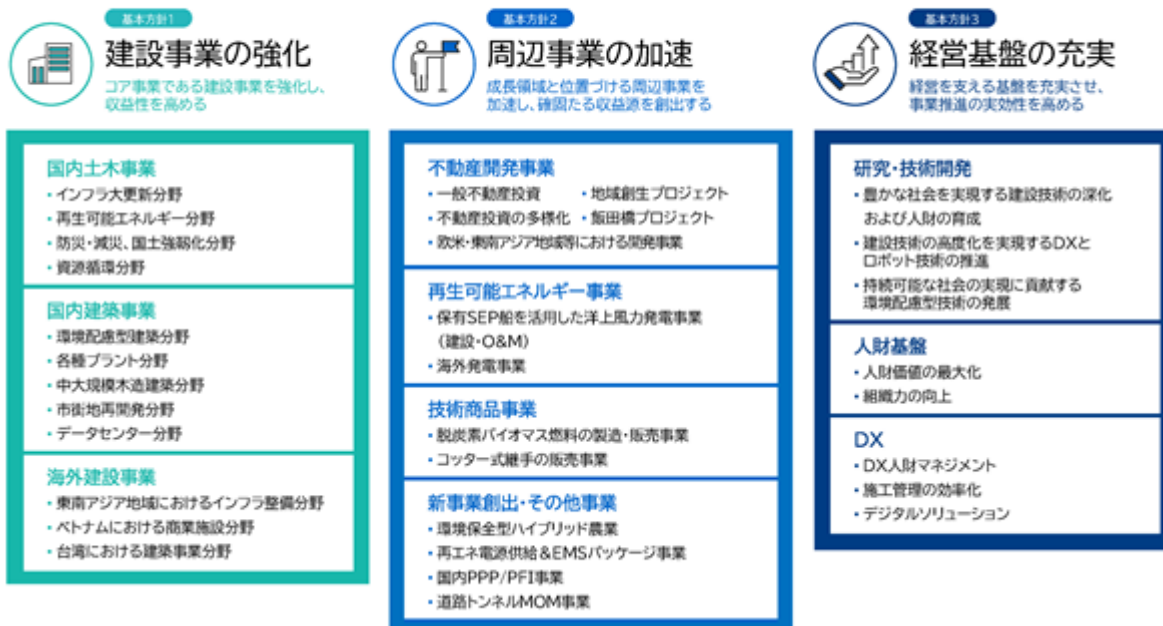 基本方針1
建設事業の強化
コア事業である建設事業を強化し、
収益性を高める
国内土木事業
・インフラ大更新分野
・再生可能エネルギー分野
・防災・減災、国土強靱化分野
・資源循環分野
国内建築事業
・環境配慮型建築分野
・各種プラント分野
・中大規模木造建築分野
・市街地再開発分野
・データセンター分野
海外建設事業
・東南アジア地域におけるインフラ整備分野
・ベトナムにおける商業施設分野
・台湾における建築事業分野
基本方針2
周辺事業の加速
成長領域と位置づける周辺事業を
加速し、確固たる収益源を創出する
不動産開発事業
・一般不動産投資 ・地域創生プロジェクト
・不動産投資の多様化 ・飯田橋プロジェクト
・欧米・東南アジア地域等における開発事業
再生可能エネルギー事業
・保有SEP船を活用した洋上風力発電事業
（建設・O&M）
・海外発電事業
技術商品事業
・脱炭素バイオマス燃料の製造・販売事業
・コッター式継手の販売事業
新事業創出・その他事業
・環境保全型ハイブリッド農業
・再エネ電源供給＆EMSパッケージ事業
・国内PPP/PFI事業
・道路トンネルMOM事業
基本方針3
経営基盤の充実
経営を支える基盤を充実させ、
事業推進の実効性を高める
研究・技術開発
・豊かな社会を実現する建設技術の深化
および人財の育成
・建設技術の高度化を実現するDXと
ロボット技術の推進
・持続可能な社会の実現に貢献する
環境配慮型技術の発展
人財基盤
・人財価値の最大化
・組織力の向上
DX
・DX人財マネジメント
・施工管理の効率化
・デジタルソリューション